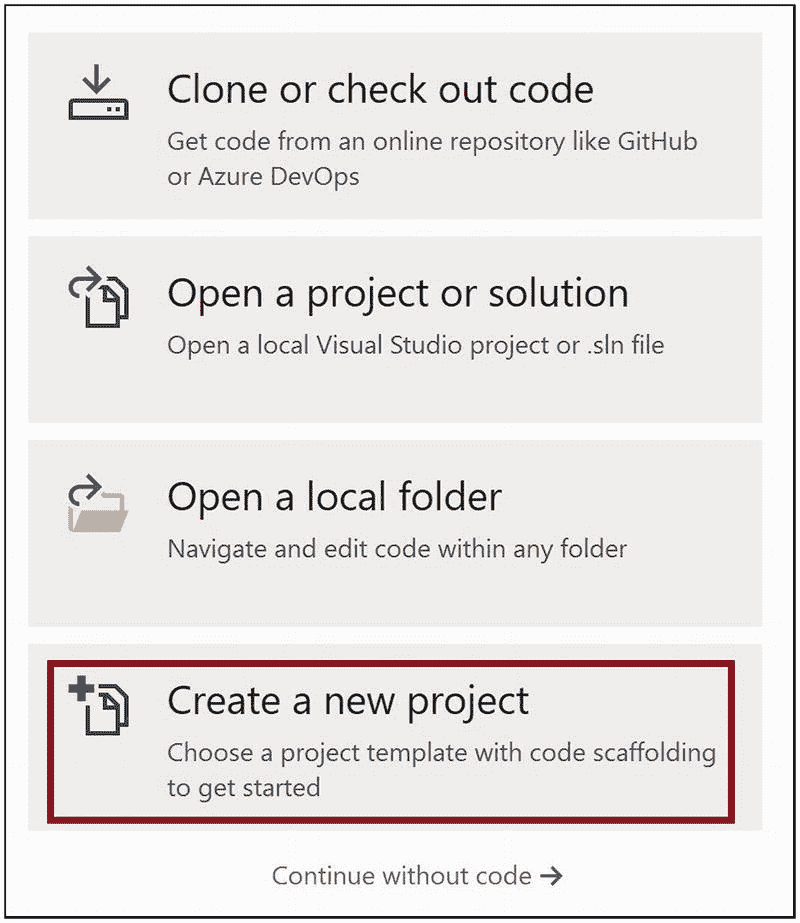 Clone or check out code
Get code from an online repository like GitHub
or Azure DevOps
Open a project or solution
Open a local Visual Studio project or .sln file
Open a local folder
Navigate and edit code within any folder
Create a new project
Choose a project template with code scaffolding
to get started
Continue without code →